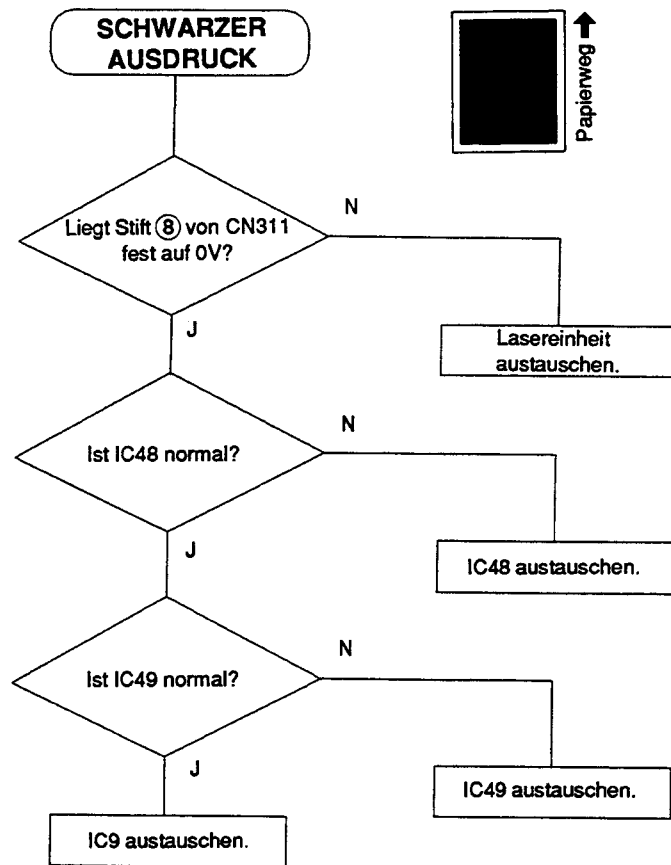 SCHWARZER
AUSDRUCK
Papierweg
Liegt Stift ⑧ von CN311
fest auf 0V?
N
J
Lasereinheit
austauschen.
Ist IC48 normal?
N
J
IC48 austauschen.
Ist IC49 normal?
N
J
IC49 austauschen.
IC9 austauschen.